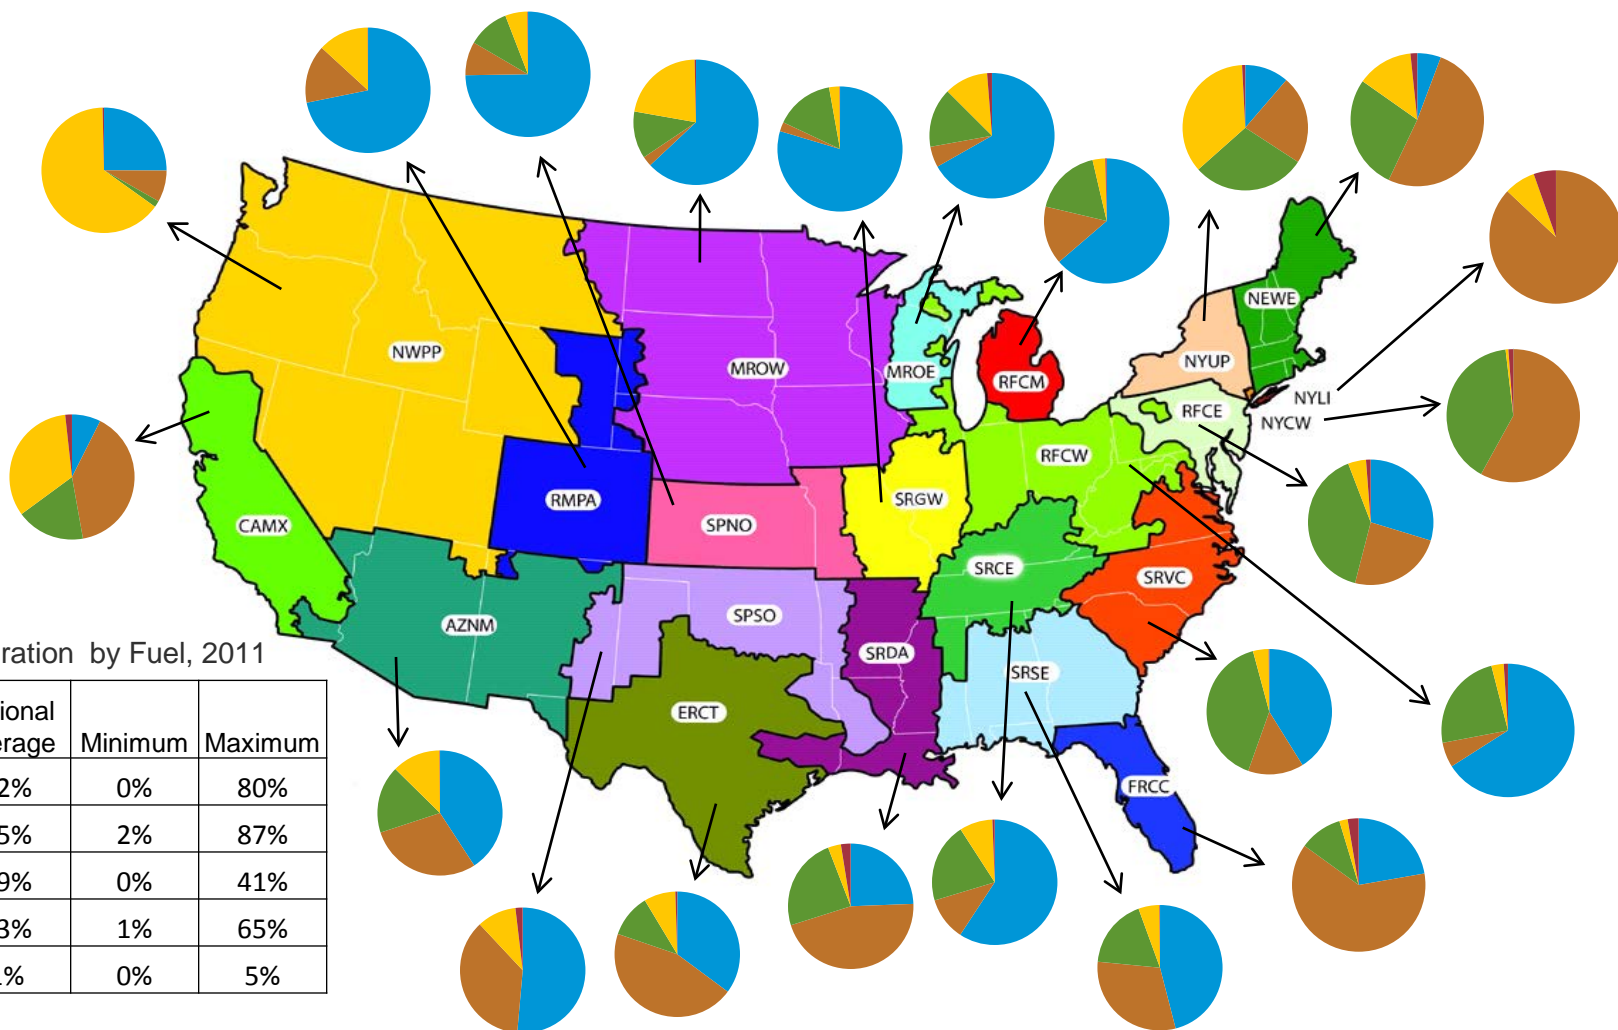 NWPP
MROW
MROE
RFCM
NYUP
NEWE
NYLI
NYCW
RFCE
RFCW
RMPA
SPNO
SRGW
CAMX
SRCE
SRVC
AZNM
SPSO
SRDA
SRSE
ERCT
FRCC
ration by Fuel, 2011
ional
erage Minimum Maximum
2% 0% 80%
5% 2% 87%
9% 0% 41%
3% 1% 65%
% 0% 5%